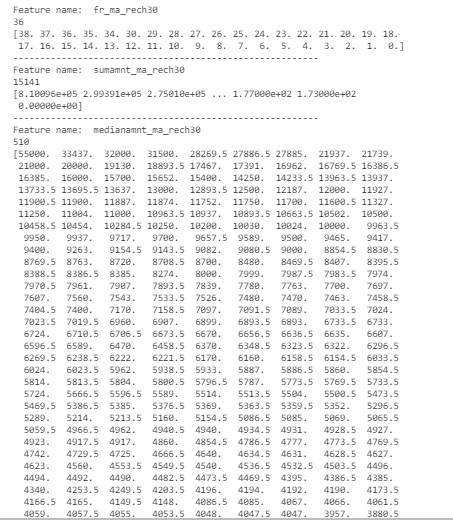 Feature name:  fr_ma_rech30
36
[38. 37. 36. 35. 34. 30. 29. 28. 27. 26. 25. 24. 23. 22. 21. 20. 19. 18.
17. 16. 15. 14. 13. 12. 11. 10.  9.  8.  7.  6.  5.  4.  3.  2.  1.  0.]
------------------------------------------------------
Feature name:  sumamnt_ma_rech30
15141
[8.10096e+05 2.99391e+05 2.75010e+05 ... 1.77000e+02 1.73000e+02
0.00000e+00]
------------------------------------------------------
Feature name:  medianamnt_ma_rech30
510
[55000.  33437.  32000.  31500.  28269.5 27886.5 27885.  21937.  21739.
21000.  20000.  19130.  18893.5 17467.  17391.  16962.  16769.5 16386.5
16385.  16000.  15700.  15652.  15400.  14250.  14233.5 13963.5 13937.
13733.5 13695.5 13637.  13000.  12893.5 12500.  12187.  12000.  11927.
11900.5 11900.  11887.  11874.  11752.  11750.  11700.  11600.5 11327.
11250.  11004.  11000.  10963.5 10937.  10893.5 10663.5 10502.  10500.
10458.5 10454.  10284.5 10250.  10200.  10030.  10024.  10000.   9963.5
9950.   9937.   9717.   9700.   9657.5  9589.   9500.   9465.   9417.
9400.   9263.   9154.5  9143.5  9082.   9080.5  9000.   8854.5  8830.5
8769.5  8763.   8720.   8708.5  8700.   8480.   8469.5  8407.   8395.5
8388.5  8386.5  8385.   8274.   8000.   7999.   7987.5  7983.5  7974.
7970.5  7961.   7907.   7893.5  7839.   7780.   7763.   7700.   7697.
7607.   7560.   7543.   7533.5  7526.   7480.   7470.   7463.   7458.5
7404.5  7400.   7170.   7158.5  7097.   7091.5  7089.   7033.5  7024.
7023.5  7019.5  6960.   6907.   6899.   6893.5  6893.   6733.5  6733.
6724.   6710.5  6706.5  6673.5  6670.   6656.5  6636.5  6635.   6607.
6596.5  6589.   6470.   6458.5  6370.   6348.5  6323.5  6322.   6296.5
6269.5  6238.5  6222.   6221.5  6170.   6160.   6158.5  6154.5  6033.5
6024.   6023.5  5962.   5938.5  5933.   5887.   5886.5  5860.   5854.5
5814.   5813.5  5804.   5800.5  5796.5  5787.   5773.5  5769.5  5733.5
5724.   5666.5  5596.5  5589.   5514.   5513.5  5504.   5500.5  5473.5
5469.5  5386.5  5385.   5376.5  5369.   5363.5  5359.5  5352.   5296.5
5289.   5214.   5213.5  5160.   5154.5  5086.5  5085.   5069.   5065.5
5059.5  4966.5  4962.   4940.5  4940.   4934.5  4931.   4928.5  4927.
4923.   4917.5  4917.   4860.   4854.5  4786.5  4777.   4773.5  4769.5
4742.   4729.5  4725.   4666.5  4640.   4634.5  4631.   4628.5  4627.
4623.   4560.   4553.5  4549.5  4540.   4536.5  4532.5  4503.5  4496.
4494.   4492.   4490.   4482.5  4473.5  4469.5  4395.   4386.5  4385.
4340.   4253.5  4249.5  4203.5  4196.   4194.   4192.   4190.   4173.5
4166.5  4165.   4149.5  4148.   4086.5  4085.   4067.   4066.   4061.5
4059.   4057.5  4055.   4053.5  4048.   4047.5  4047.   3957.   3880.5